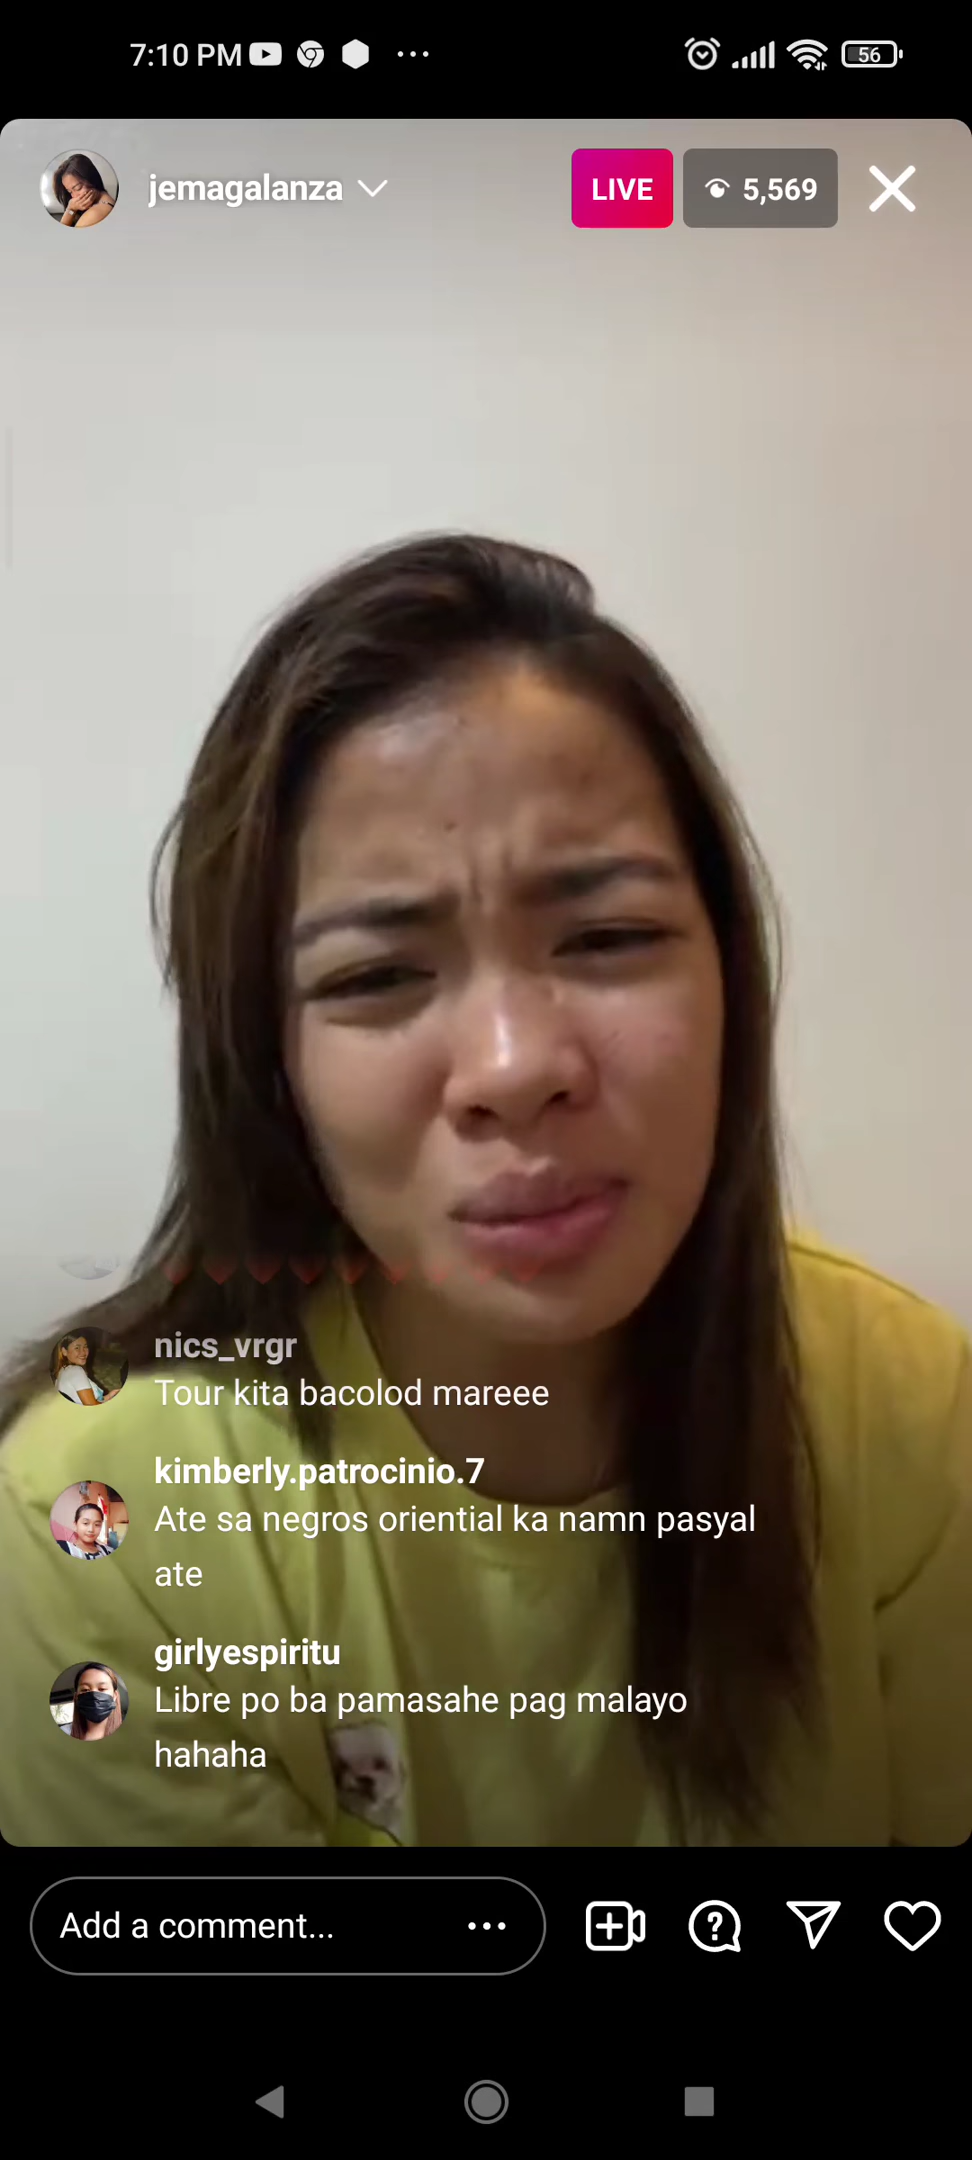 7:10 PM
56
jemagalanza
LIVE
5,569
nics_vrgr
Tour kita bacolod mareee
kimberly.patrocinio.7
Ate sa negros oriential ka namn pasyal
ate
girlyespiritu
Libre po ba pamasahe pag malayo
hahaha
Add a comment...